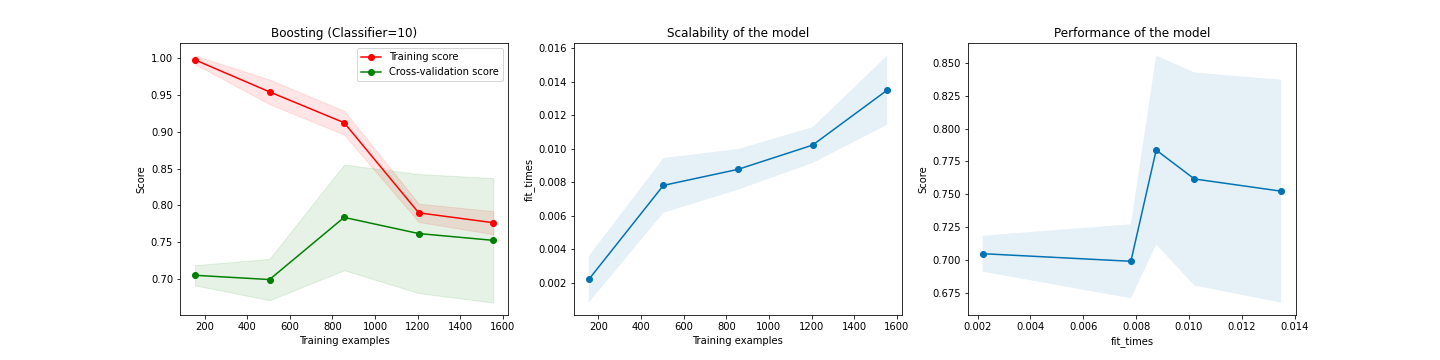 Boosting (Classifier=10)
Training score
Cross-validation score
1.00
0.95
0.90
0.85
0.80
0.75
0.70
Score
200 400 600 800 1000 1200 1400 1600
Training examples
Scalability of the model
0.016
0.014
0.012
0.010
0.008
0.006
0.004
0.002
fit_times
200 400 600 800 1000 1200 1400 1600
Training examples
Performance of the model
0.850
0.825
0.800
0.775
0.750
0.725
0.700
0.675
Score
0.002 0.004 0.006 0.008 0.010 0.012 0.014
fit_times